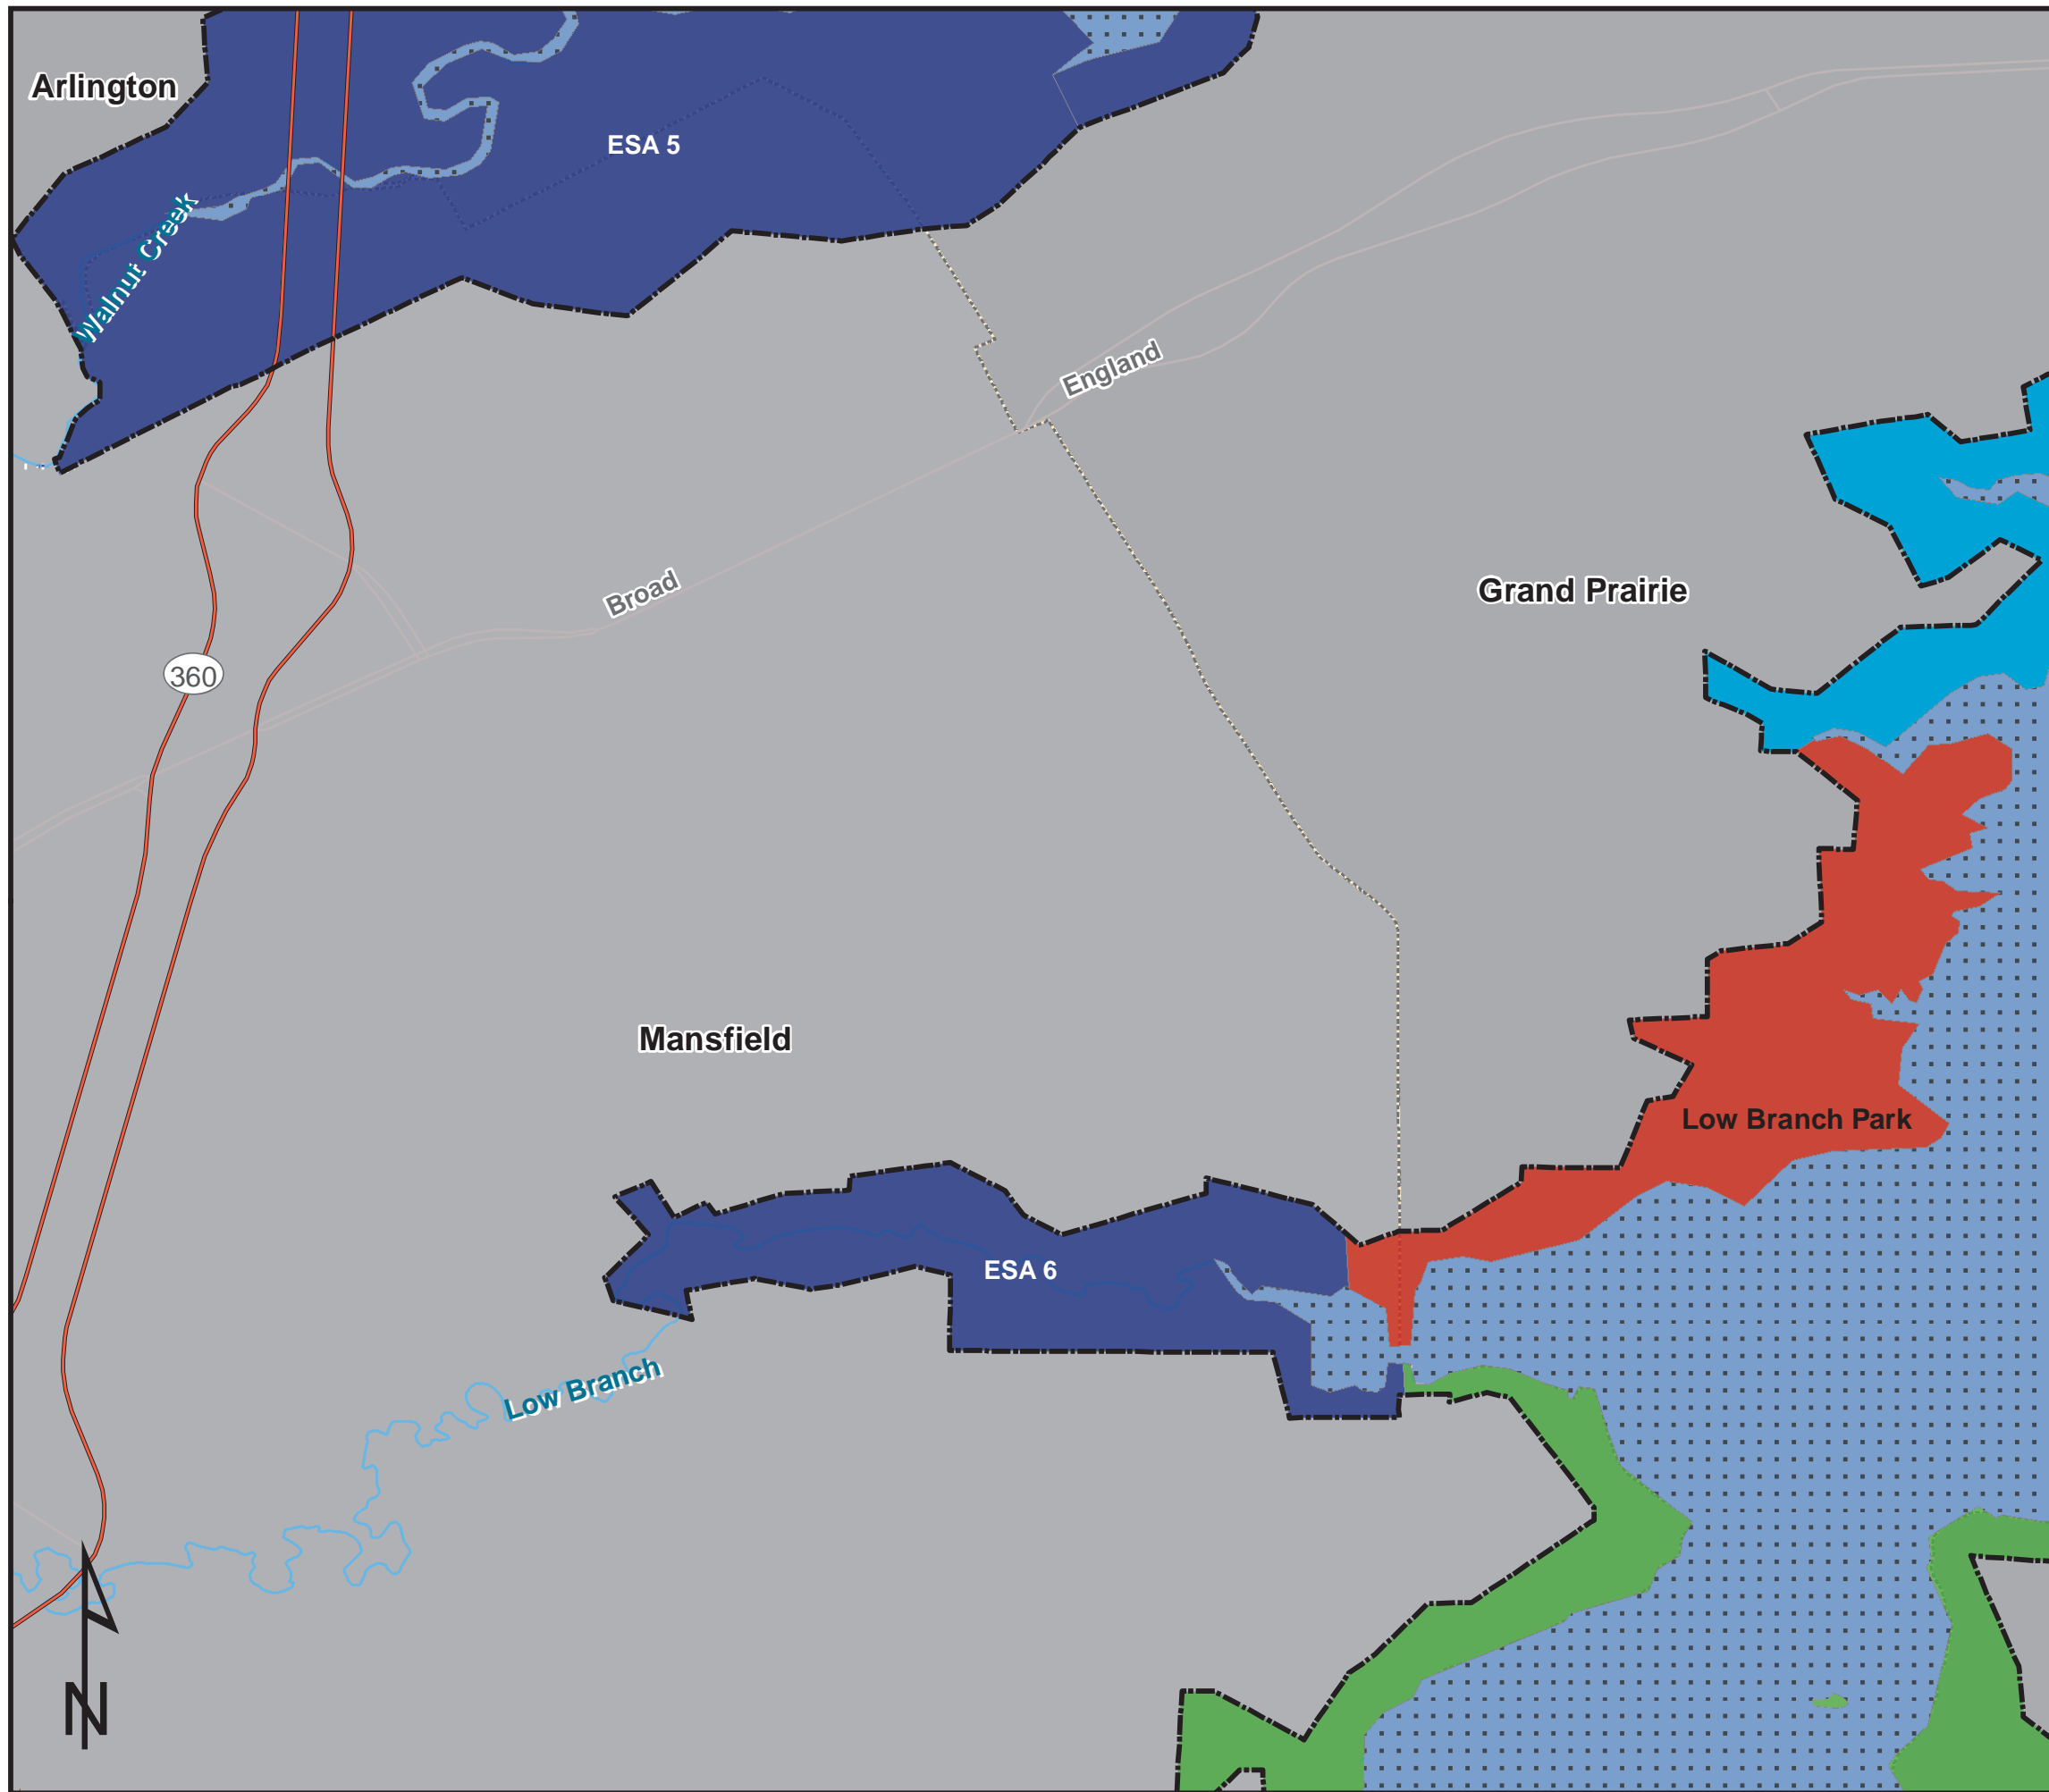 Arlington
ESA 5
Walnut Creek
England
Broad
Grand Prairie
360
Mansfield
Low Branch Park
ESA 6
Low Branch
N